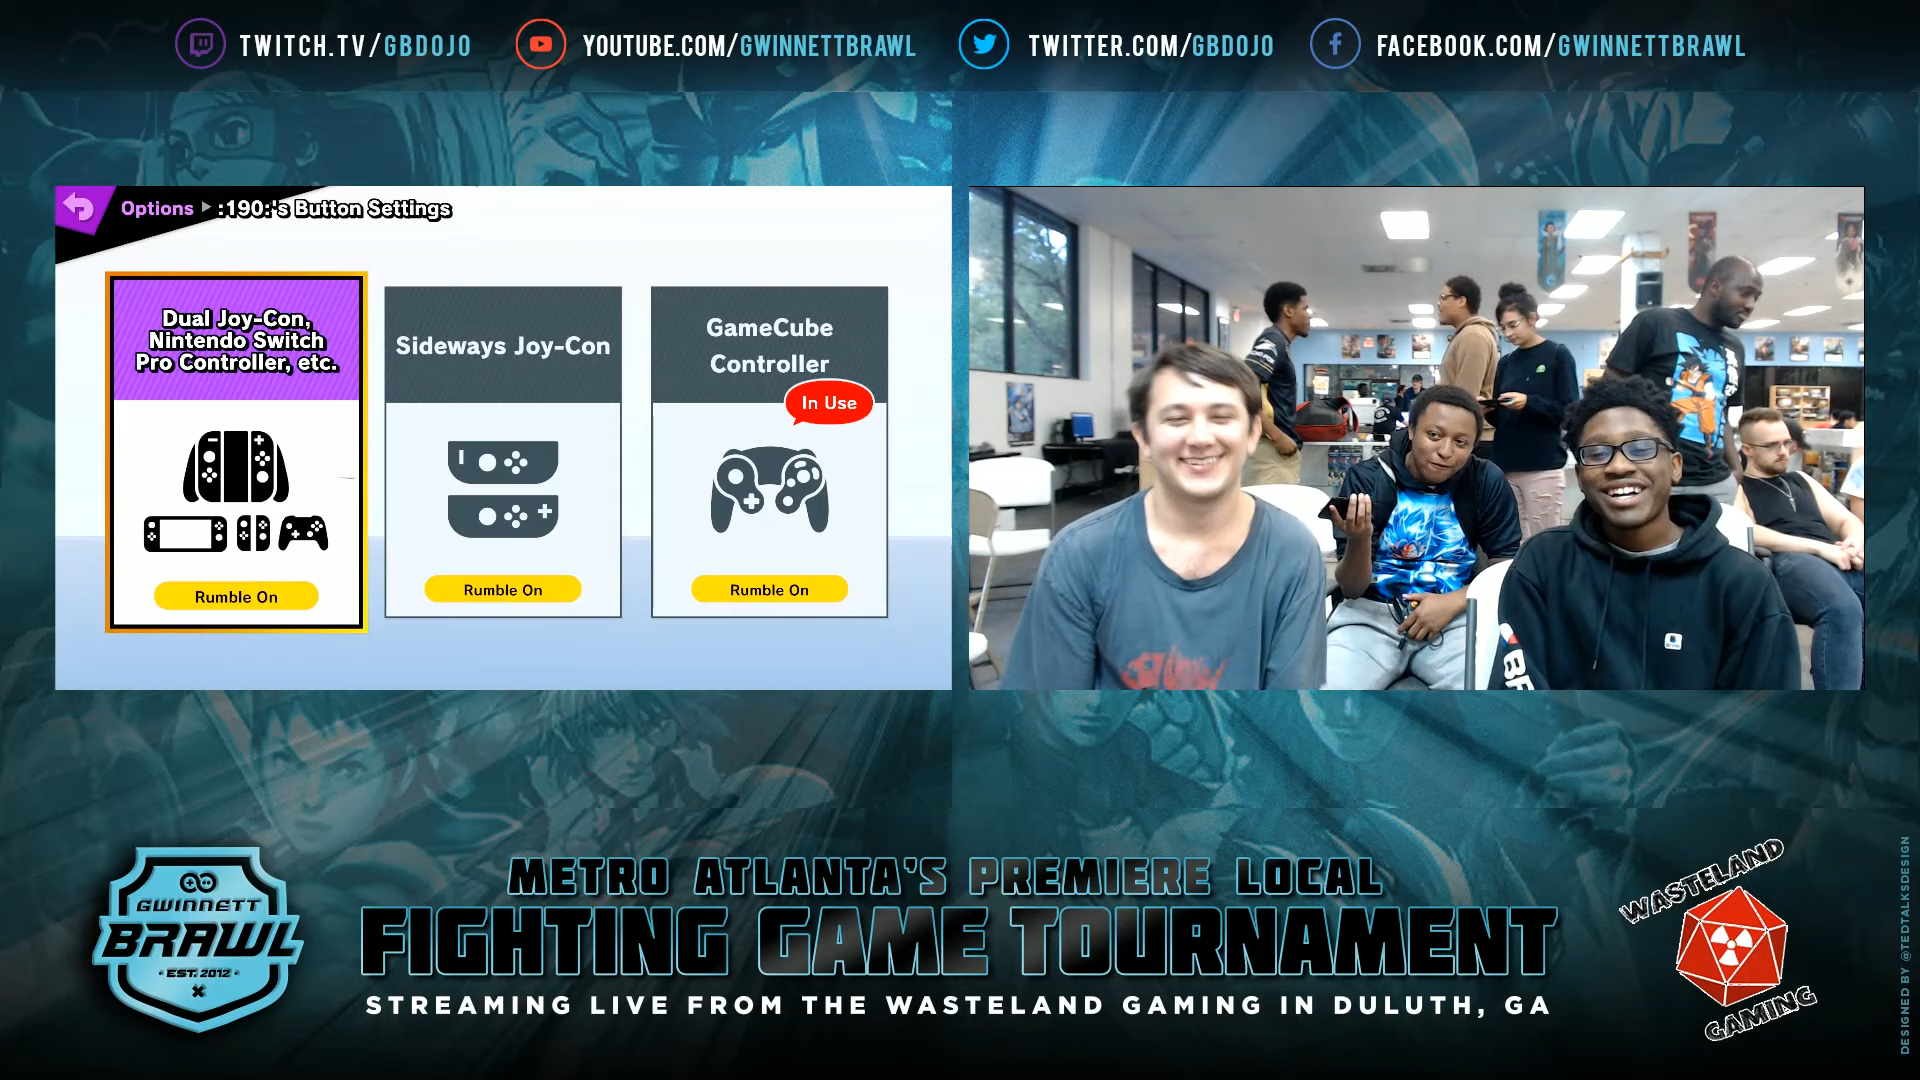 TWITCH.TV/GBDOJO
YOUTUBE.COM/GWINNETTBRAWL
TWITTER.COM/GBDOJO
FACEBOOK.COM/GWINNETTBRAWL
Options ▸ :190:'s Button Settings
Dual Joy-Con,
Nintendo Switch
Pro Controller, etc.
Rumble On
Sideways Joy-Con
Rumble On
GameCube
Controller
In Use
Rumble On
METRO ATLANTA'S PREMIERE LOCAL
FIGHTING GAME TOURNAMENT
STREAMING LIVE FROM THE WASTELAND GAMING IN DULUTH, GA
GWINNETT
BRAWL
• EST. 2012 •
WASTELAND
GAMING
DESIGNED BY @TEDTALKSDESIGN